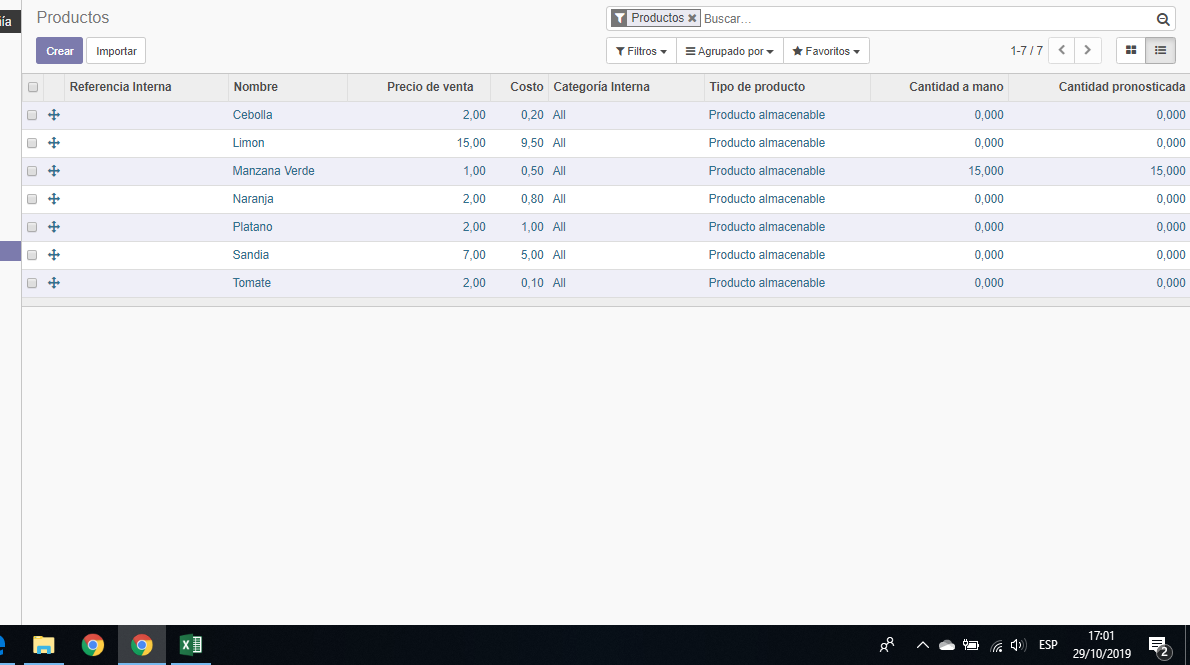 ía
Productos
Productos Buscar...
Crear Importar
Filtros Agrupado por Favoritos 1-7 / 7
Referencia Interna Nombre Precio de venta Costo Categoría Interna Tipo de producto Cantidad a mano Cantidad pronosticada
Cebolla 2,00 0,20 All Producto almacenable 0,000 0,000
Limon 15,00 9,50 All Producto almacenable 0,000 0,000
Manzana Verde 1,00 0,50 All Producto almacenable 15,000 15,000
Naranja 2,00 0,80 All Producto almacenable 0,000 0,000
Platano 2,00 1,00 All Producto almacenable 0,000 0,000
Sandia 7,00 5,00 All Producto almacenable 0,000 0,000
Tomate 2,00 0,10 All Producto almacenable 0,000 0,000
ESP
17:01
29/10/2019
2